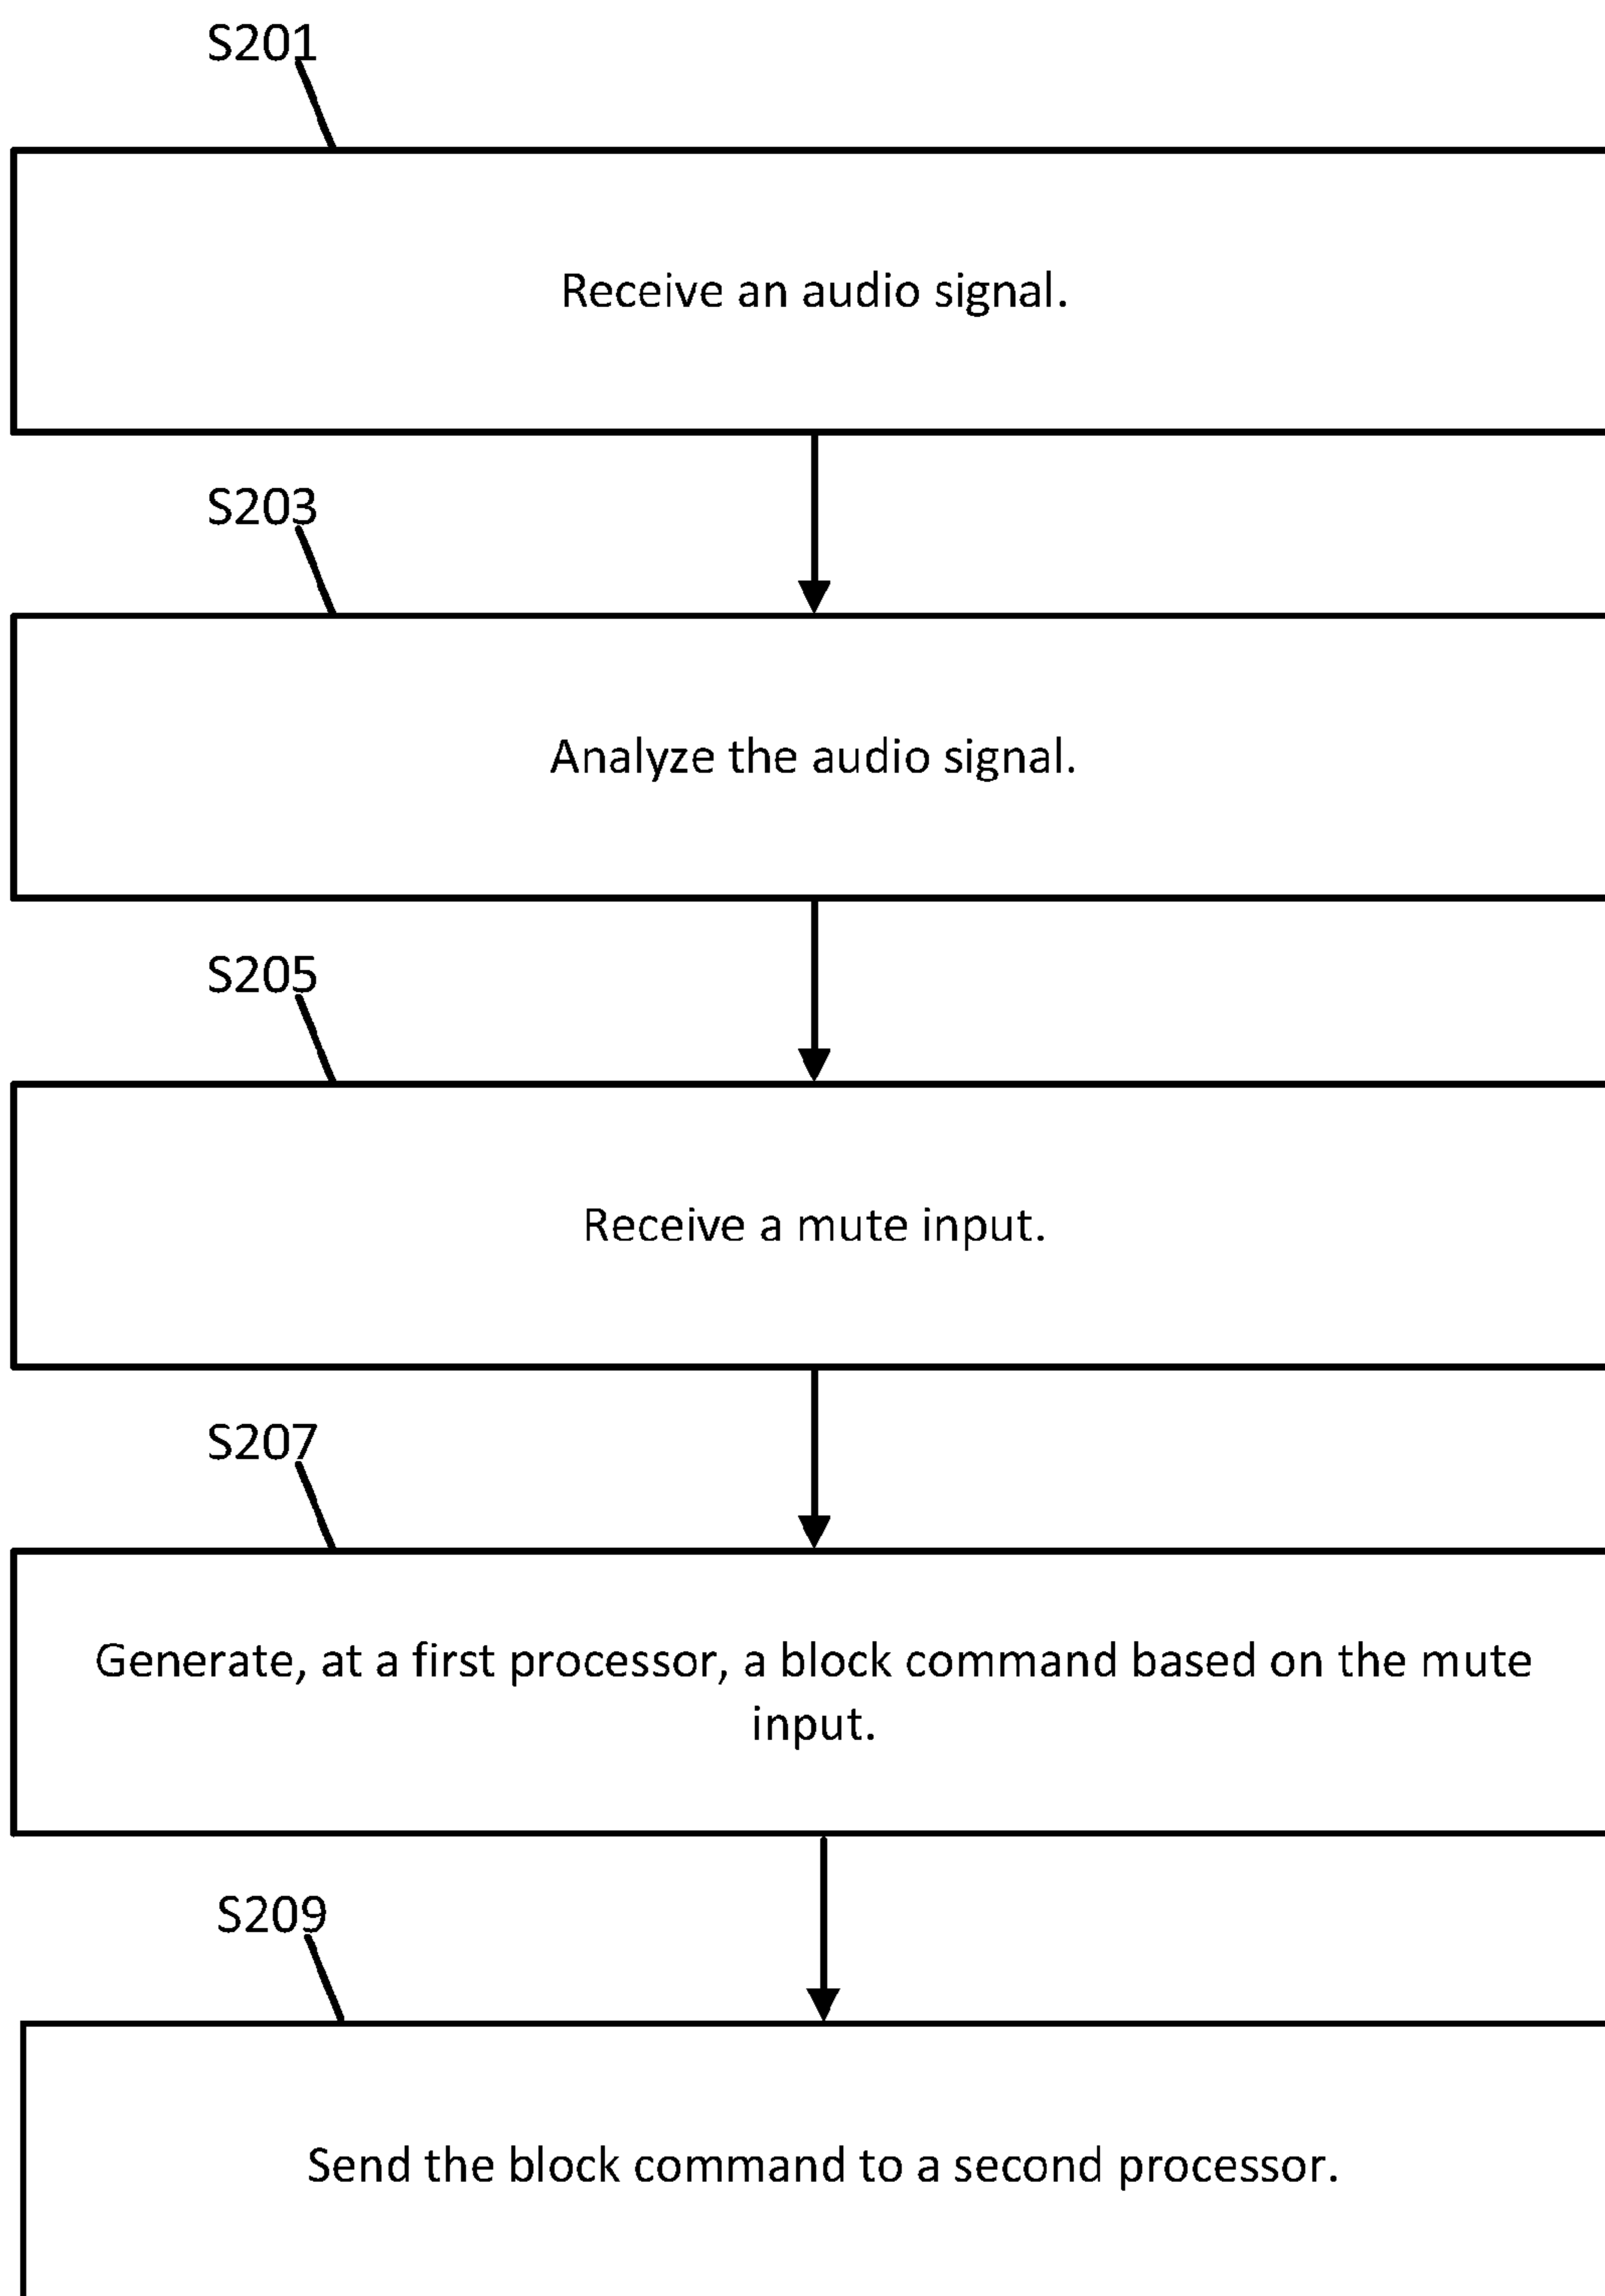 S201
Receive an audio signal.
S203
Analyze the audio signal.
S205
Receive a mute input.
S207
Generate, at a first processor, a block command based on the mute
input.
S209
Send the block command to a second processor.